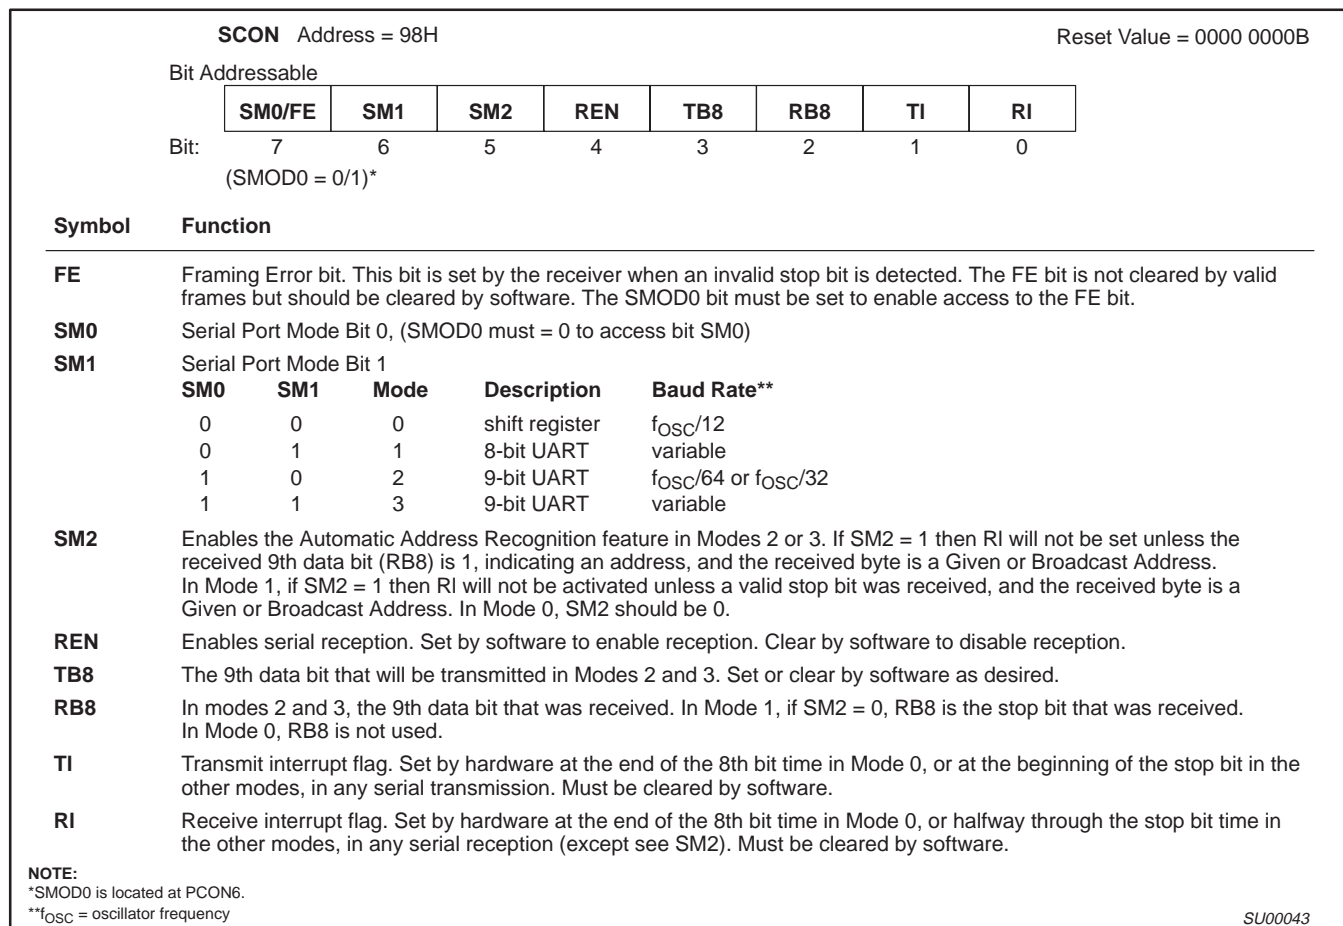 SCON Address = 98H Reset Value = 0000 0000B
Bit Addressable
SM0/FE SM1 SM2 REN TB8 RB8 TI RI
Bit: 7 6 5 4 3 2 1 0
(SMOD0 = 0/1)*
Symbol Function
FE Framing Error bit. This bit is set by the receiver when an invalid stop bit is detected. The FE bit is not cleared by valid
frames but should be cleared by software. The SMOD0 bit must be set to enable access to the FE bit.
SM0 Serial Port Mode Bit 0, (SMOD0 must = 0 to access bit SM0)
SM1 Serial Port Mode Bit 1
SM0 SM1 Mode Description Baud Rate**
0 0 0 shift register fOSC/12
0 1 1 8-bit UART variable
1 0 2 9-bit UART fOSC/64 or fOSC/32
1 1 3 9-bit UART variable
SM2 Enables the Automatic Address Recognition feature in Modes 2 or 3. If SM2 = 1 then RI will not be set unless the
received 9th data bit (RB8) is 1, indicating an address, and the received byte is a Given or Broadcast Address.
In Mode 1, if SM2 = 1 then RI will not be activated unless a valid stop bit was received, and the received byte is a
Given or Broadcast Address. In Mode 0, SM2 should be 0.
REN Enables serial reception. Set by software to enable reception. Clear by software to disable reception.
TB8 The 9th data bit that will be transmitted in Modes 2 and 3. Set or clear by software as desired.
RB8 In modes 2 and 3, the 9th data bit that was received. In Mode 1, if SM2 = 0, RB8 is the stop bit that was received.
In Mode 0, RB8 is not used.
TI Transmit interrupt flag. Set by hardware at the end of the 8th bit time in Mode 0, or at the beginning of the stop bit in the
other modes, in any serial transmission. Must be cleared by software.
RI Receive interrupt flag. Set by hardware at the end of the 8th bit time in Mode 0, or halfway through the stop bit time in
the other modes, in any serial reception (except see SM2). Must be cleared by software.
NOTE:
*SMOD0 is located at PCON6.
**fOSC = oscillator frequency SU00043